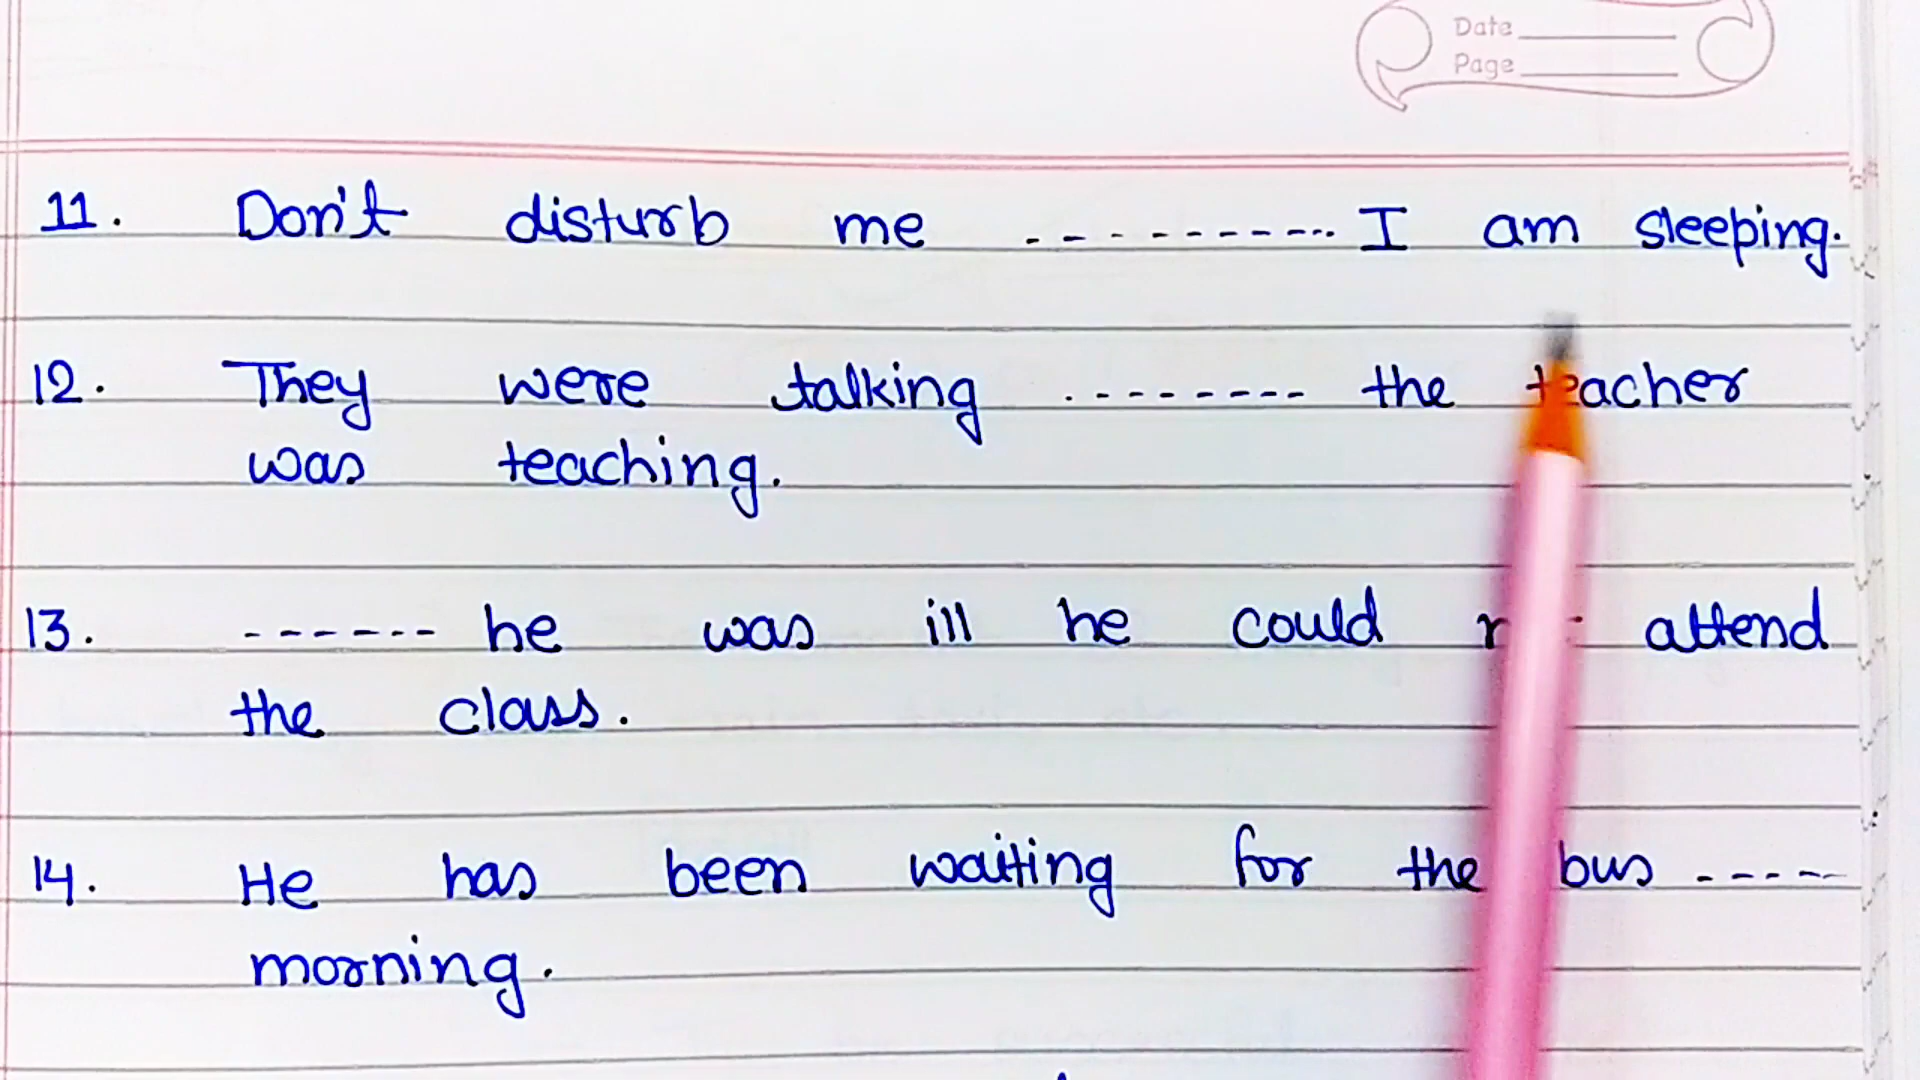 Date
Page
11. Don't disturb me ---------- I am sleeping.
12. They were talking -------- the teacher
was teaching.
13. ------ he was ill he could attend
the class.
14. He has been waiting for the bus -----
morning.